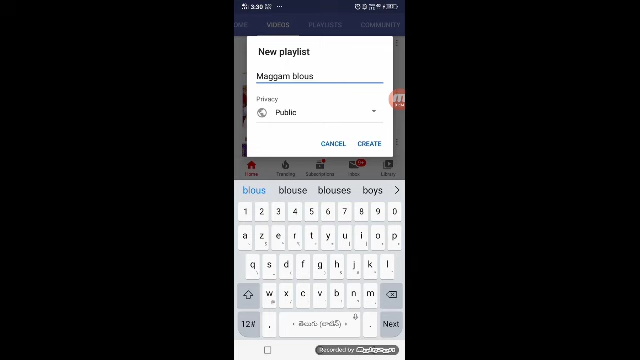 3:30
OME VIDEOS PLAYLISTS COMMUNITY
New playlist
Maggam blous
Privacy
Public
CANCEL CREATE
Home Trending Subscriptions Inbox Library
blous blouse blouses boys
1 2 3 4 5 6 7 8 9 0
a z e r t y u i o p
q s d f g h j k l
w x c v b n m
12# , తెలుగు (లాటిన్) . Next
Recorded by